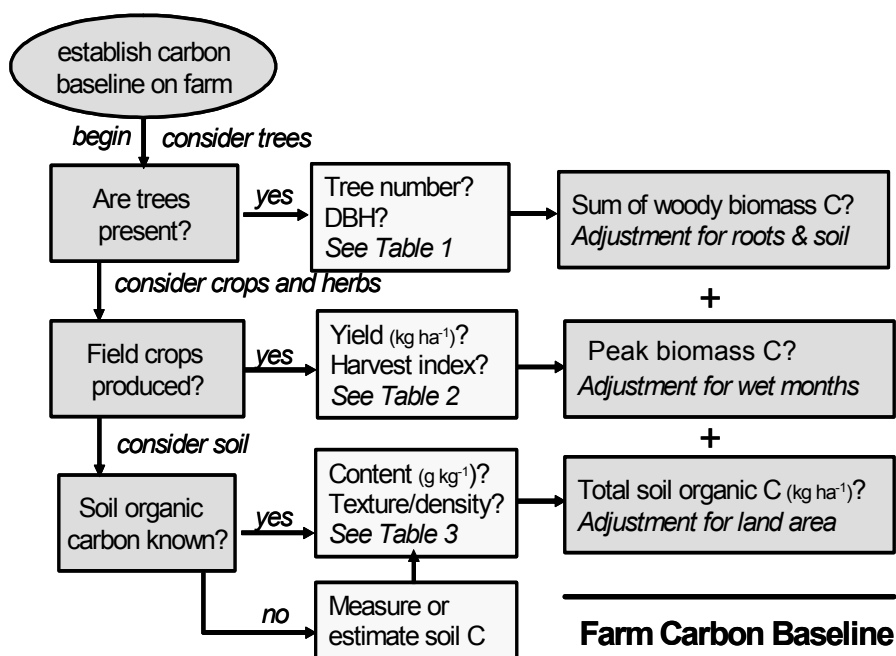 establish carbon
baseline on farm
begin
consider trees
Are trees
present?
yes
Tree number?
DBH?
See Table 1
Sum of woody biomass C?
Adjustment for roots & soil
+
consider crops and herbs
Field crops
produced?
yes
Yield (kg ha⁻¹)?
Harvest index?
See Table 2
Peak biomass C?
Adjustment for wet months
+
consider soil
Soil organic
carbon known?
yes
Content (g kg⁻¹)?
Texture/density?
See Table 3
Total soil organic C (kg ha⁻¹)?
Adjustment for land area
no
Measure or
estimate soil C
Farm Carbon Baseline